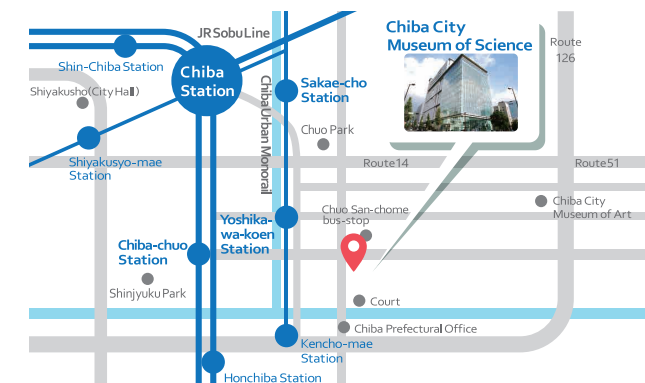 JR Sobu Line
Chiba City
Museum of Science
Route
126
Shin-Chiba Station
Chiba
Station
Shiyakusho(City Hall)
Sakae-cho
Station
Chiba Urban Monorail
Chuo Park
Shiyakusyo-mae
Station
Route14
Route51
Chuo San-chome
bus-stop
Chiba City
Museum of Art
Yoshika-
wa-koen
Station
Chiba-chuo
Station
Shinjyuku Park
Court
Chiba Prefectural Office
Kencho-mae
Station
Honchiba Station